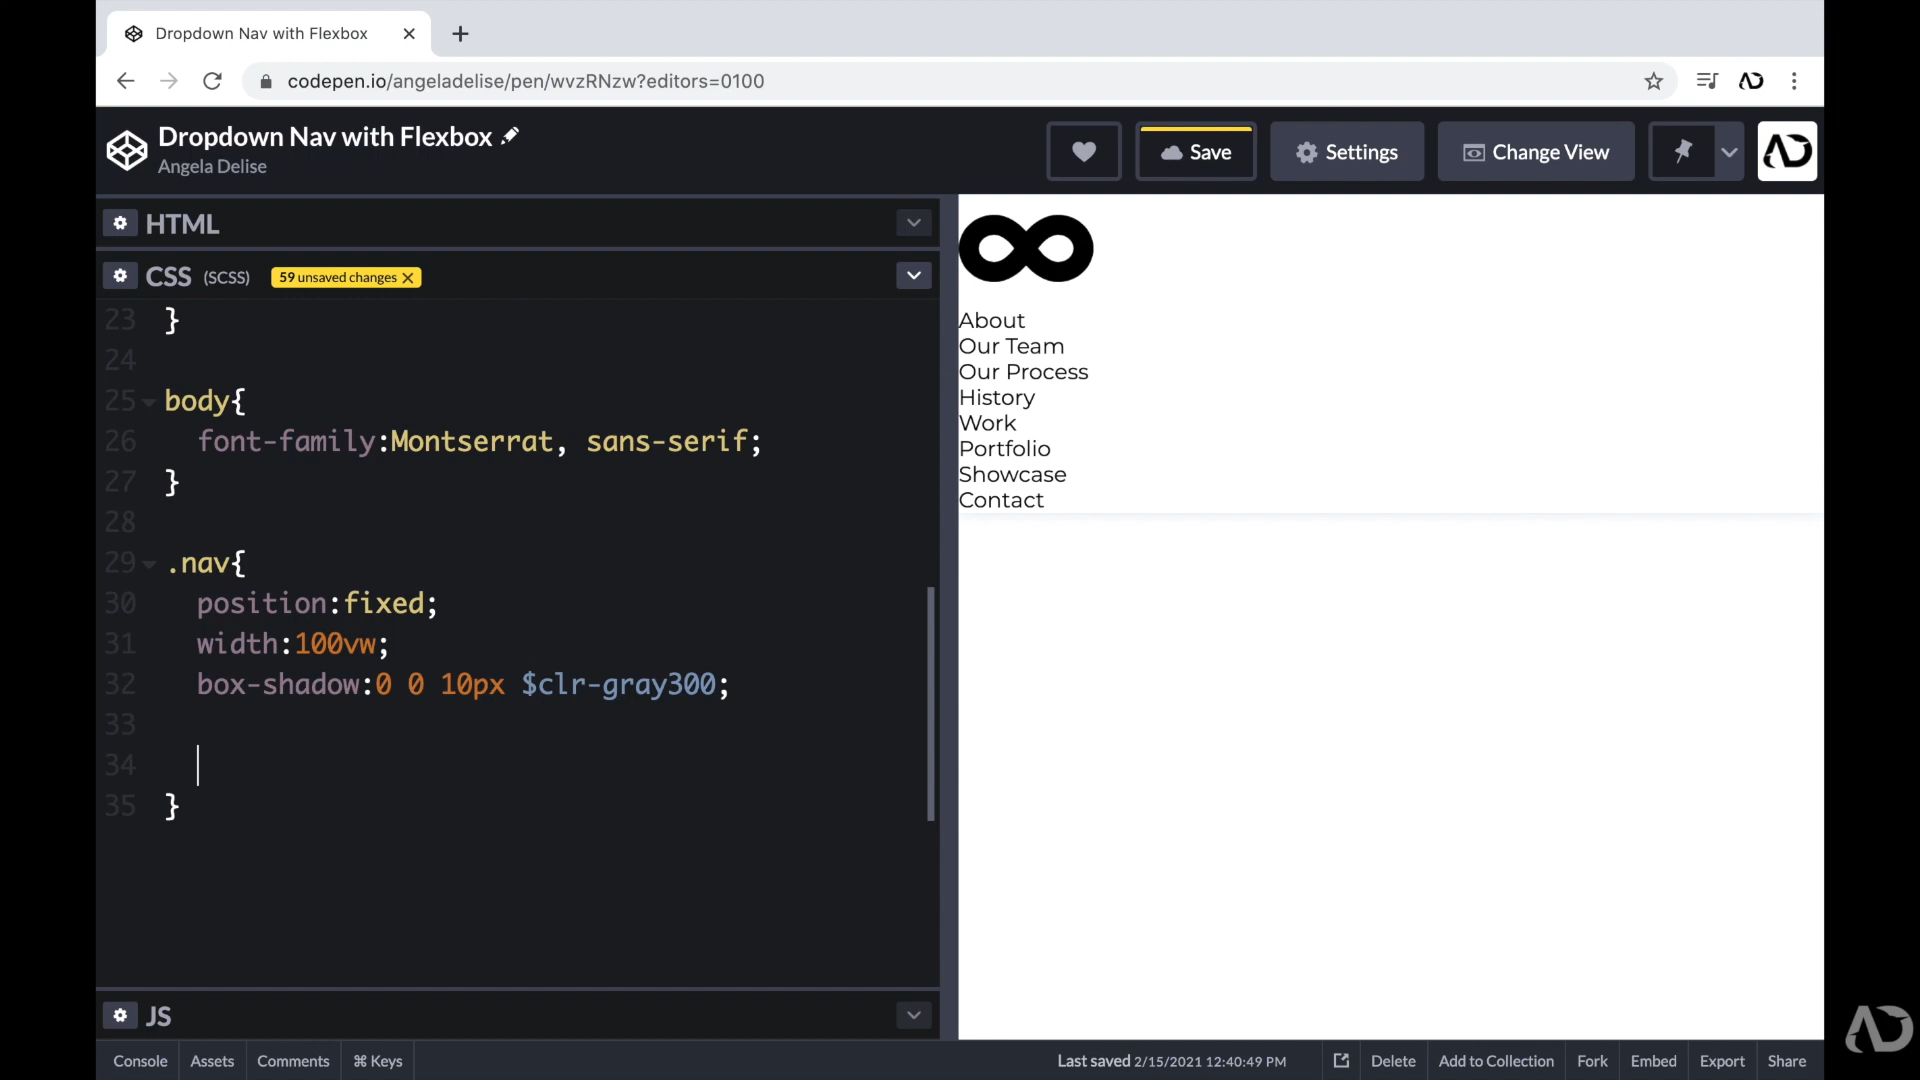 Dropdown Nav with Flexbox
codepen.io/angeladelise/pen/wvzRNzw?editors=0100
Dropdown Nav with Flexbox
Angela Delise
Save
Settings
Change View
HTML
CSS (SCSS) 59 unsaved changes
23 }
24
25 body{
26 font-family:Montserrat, sans-serif;
27 }
28
29 .nav{
30 position:fixed;
31 width:100vw;
32 box-shadow:0 0 10px $clr-gray300;
33
34
35 }
JS
About
Our Team
Our Process
History
Work
Portfolio
Showcase
Contact
Console Assets Comments ⌘ Keys Last saved 2/15/2021 12:40:49 PM Delete Add to Collection Fork Embed Export Share